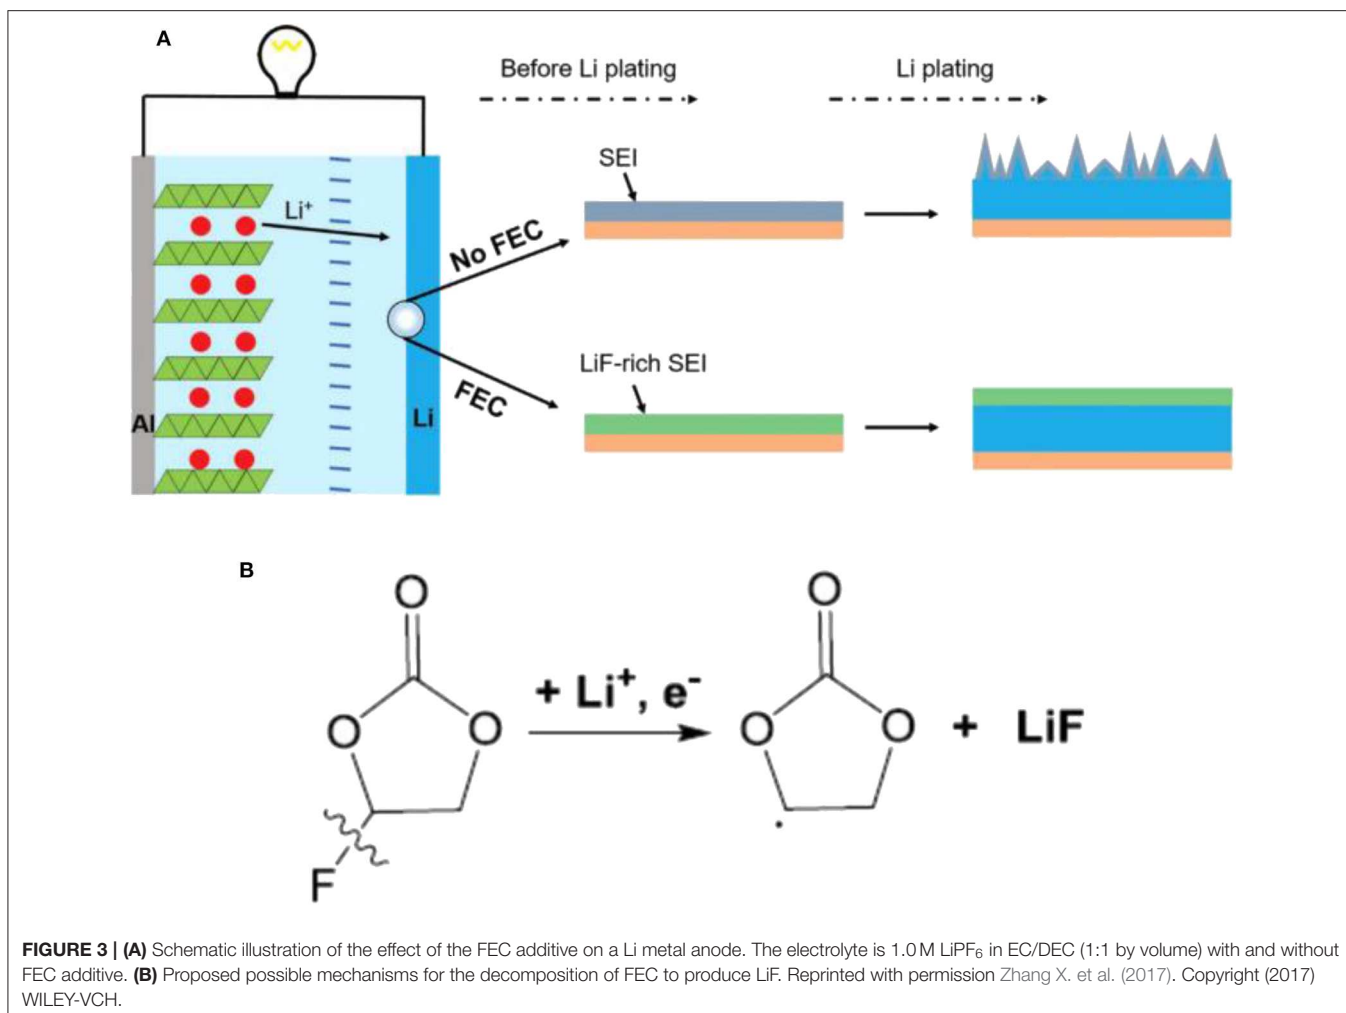 A
Before Li plating
Li plating
SEI
Li⁺
No FEC
LiF-rich SEI
FEC
Al
Li
B
O
O
O
F
+ Li⁺, e⁻
O
O
O
+ LiF
FIGURE 3 | (A) Schematic illustration of the effect of the FEC additive on a Li metal anode. The electrolyte is 1.0 M LiPF₆ in EC/DEC (1:1 by volume) with and without
FEC additive. (B) Proposed possible mechanisms for the decomposition of FEC to produce LiF. Reprinted with permission Zhang X. et al. (2017). Copyright (2017)
WILEY-VCH.